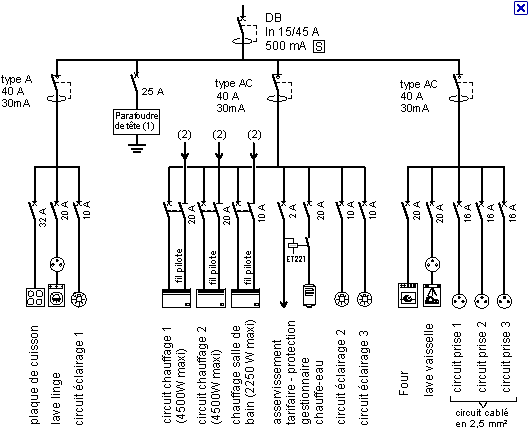 DB
In 15/45 A
500 mA S
type A
40 A
30mA
25 A
Parafoudre
de tête (1)
type AC
40 A
30mA
type AC
40 A
30mA
(2)
(2)
(2)
32 A
20 A
10 A
20 A
20 A
10 A
2 A
20 A
10 A
10 A
20 A
20 A
16 A
16 A
16 A
fil pilote
fil pilote
fil pilote
ET221
plaque de cuisson
lave linge
circuit éclairage 1
circuit chauffage 1
(4500W maxi)
circuit chauffage 2
(4500W maxi)
chauffage salle de
bain (2250 W maxi)
asservissement
tarifaire - protection
gestionnaire
chauffe-eau
circuit éclairage 2
circuit éclairage 3
Four
lave vaisselle
circuit prise 1
circuit prise 2
circuit prise 3
circuit cablé
en 2,5 mm²